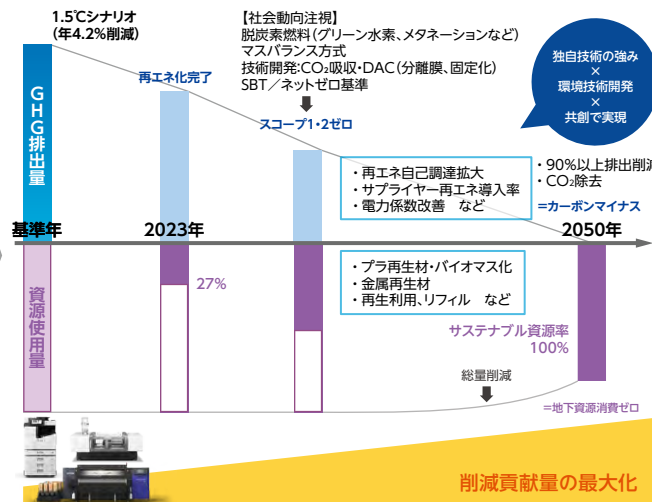 1.5℃シナリオ
(年4.2%削減)
【社会動向注視】
脱炭素燃料(グリーン水素、メタネーションなど)
マスバランス方式
技術開発:CO₂吸収・DAC(分離膜、固定化)
SBT/ネットゼロ基準
再エネ化完了
スコープ1・2ゼロ
独自技術の強み
×
環境技術開発
×
共創で実現
GHG排出量
・再エネ自己調達拡大
・サプライヤー再エネ導入率
・電力係数改善 など
・90%以上排出削減
・CO₂除去
=カーボンマイナス
基準年
2023年
2050年
資源使用量
27%
・プラ再生材・バイオマス化
・金属再生材
・再生利用、リフィル など
サステナブル資源率
100%
総量削減
=地下資源消費ゼロ
削減貢献量の最大化